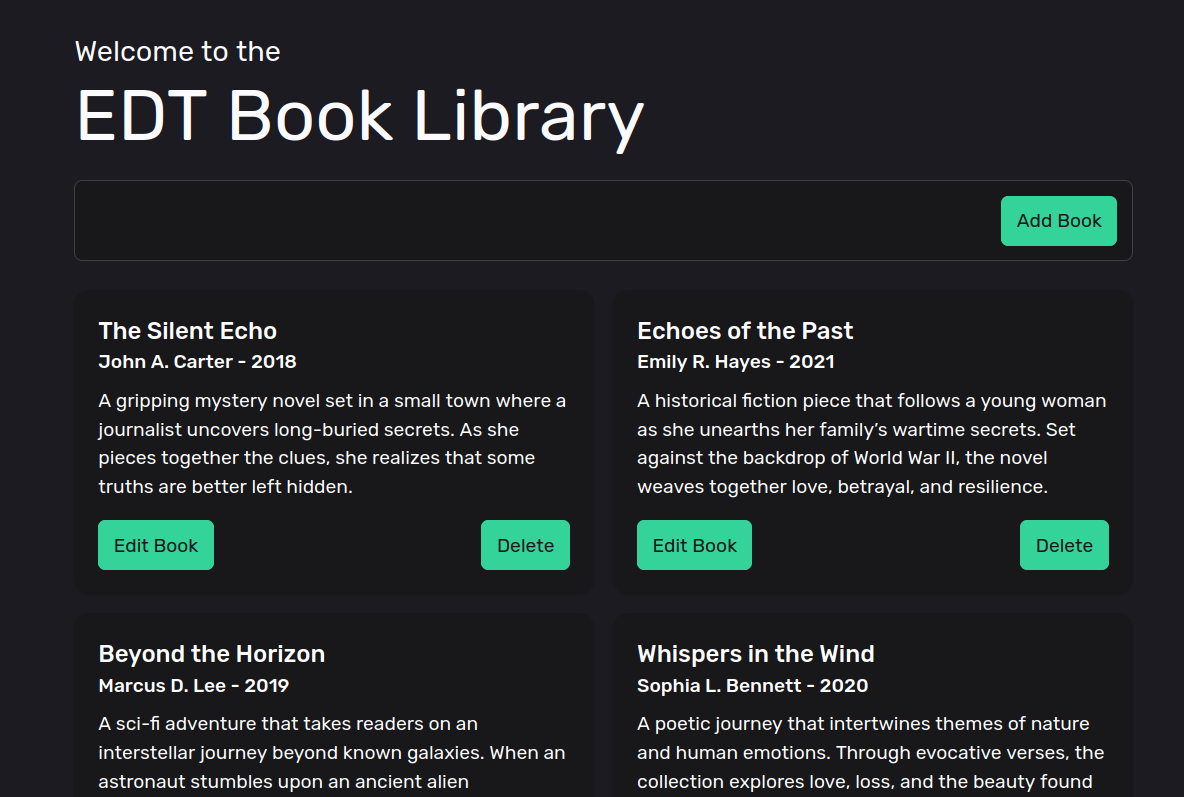 Welcome to the
EDT Book Library
Add Book
The Silent Echo
John A. Carter - 2018
A gripping mystery novel set in a small town where a
journalist uncovers long-buried secrets. As she
pieces together the clues, she realizes that some
truths are better left hidden.
Edit Book
Delete
Echoes of the Past
Emily R. Hayes - 2021
A historical fiction piece that follows a young woman
as she unearths her family’s wartime secrets. Set
against the backdrop of World War II, the novel
weaves together love, betrayal, and resilience.
Edit Book
Delete
Beyond the Horizon
Marcus D. Lee - 2019
A sci-fi adventure that takes readers on an
interstellar journey beyond known galaxies. When an
astronaut stumbles upon an ancient alien
Whispers in the Wind
Sophia L. Bennett - 2020
A poetic journey that intertwines themes of nature
and human emotions. Through evocative verses, the
collection explores love, loss, and the beauty found